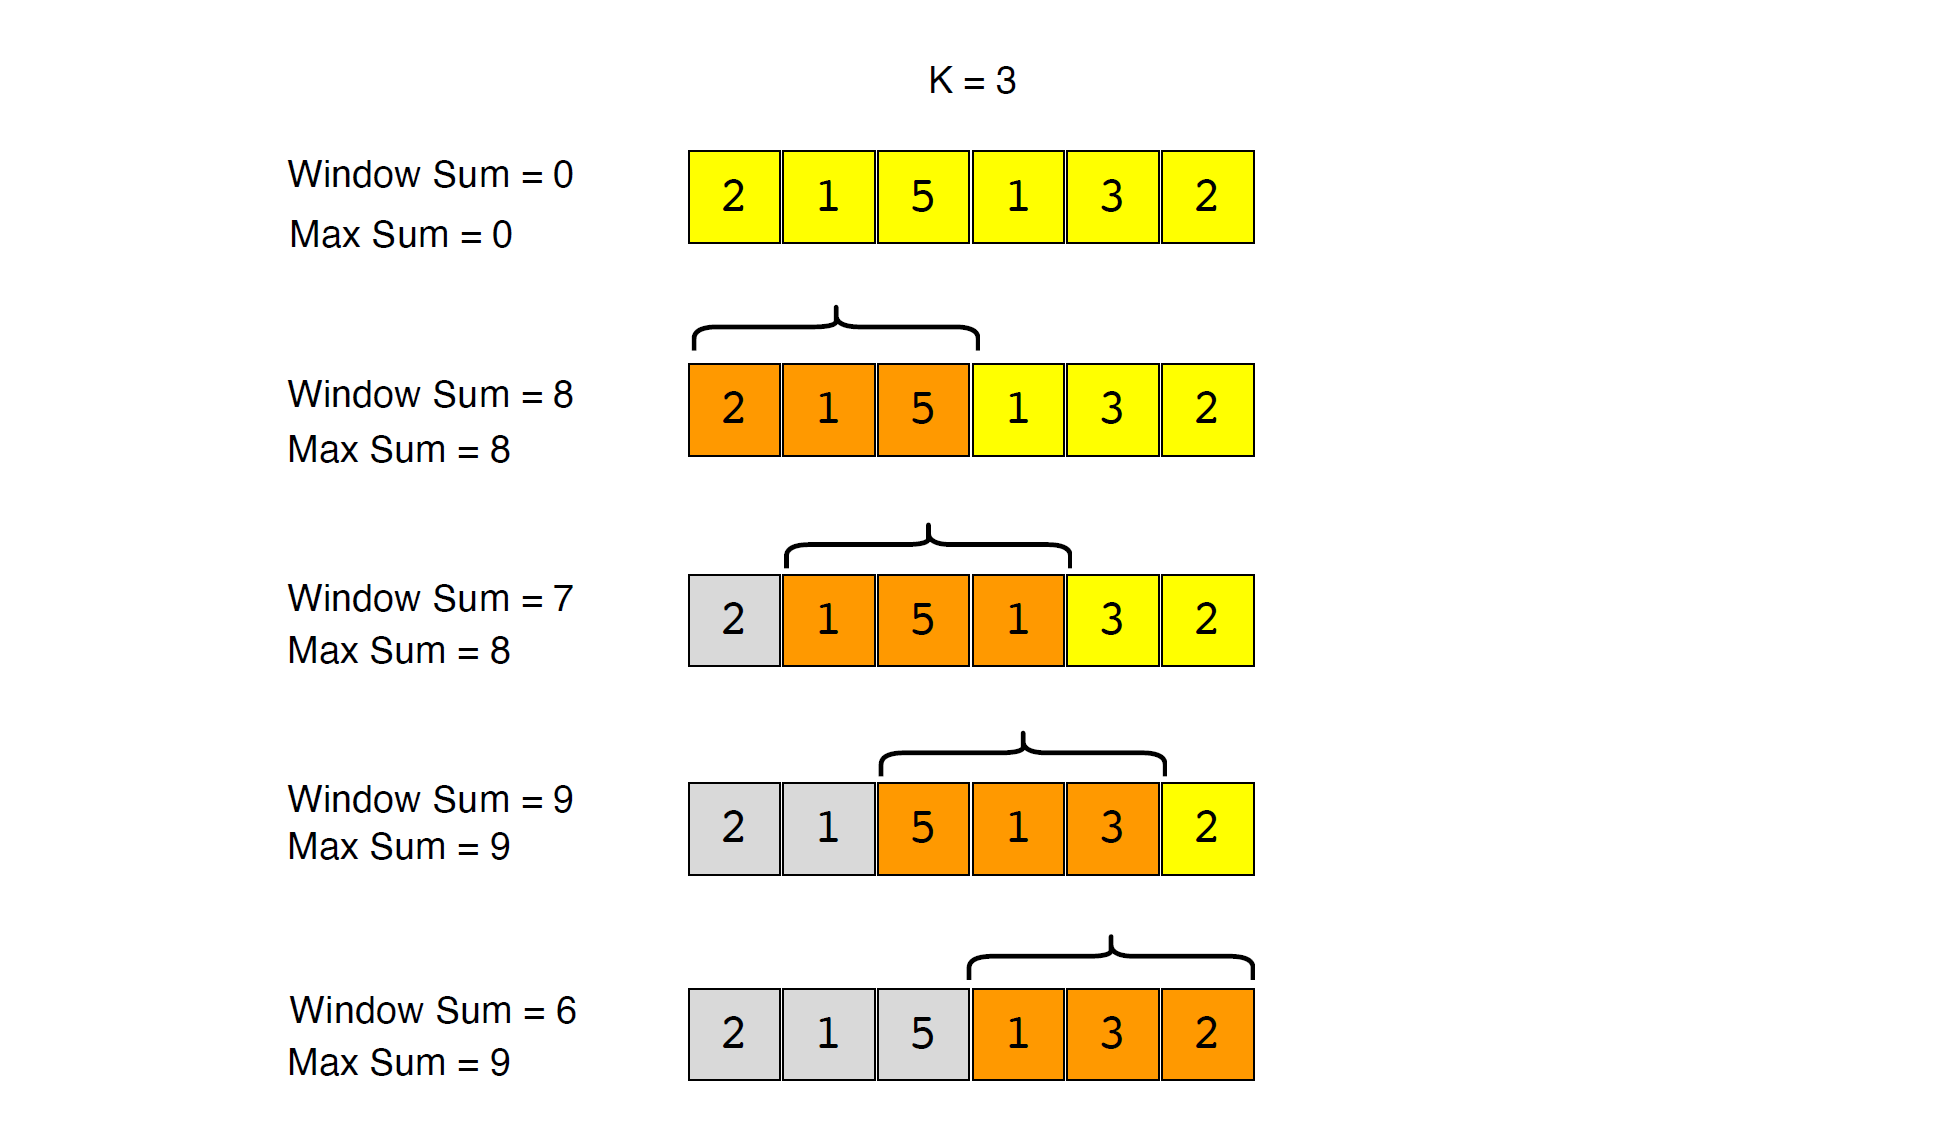 K = 3
Window Sum = 0
Max Sum = 0
2 1 5 1 3 2
Window Sum = 8
Max Sum = 8
2 1 5 1 3 2
Window Sum = 7
Max Sum = 8
2 1 5 1 3 2
Window Sum = 9
Max Sum = 9
2 1 5 1 3 2
Window Sum = 6
Max Sum = 9
2 1 5 1 3 2